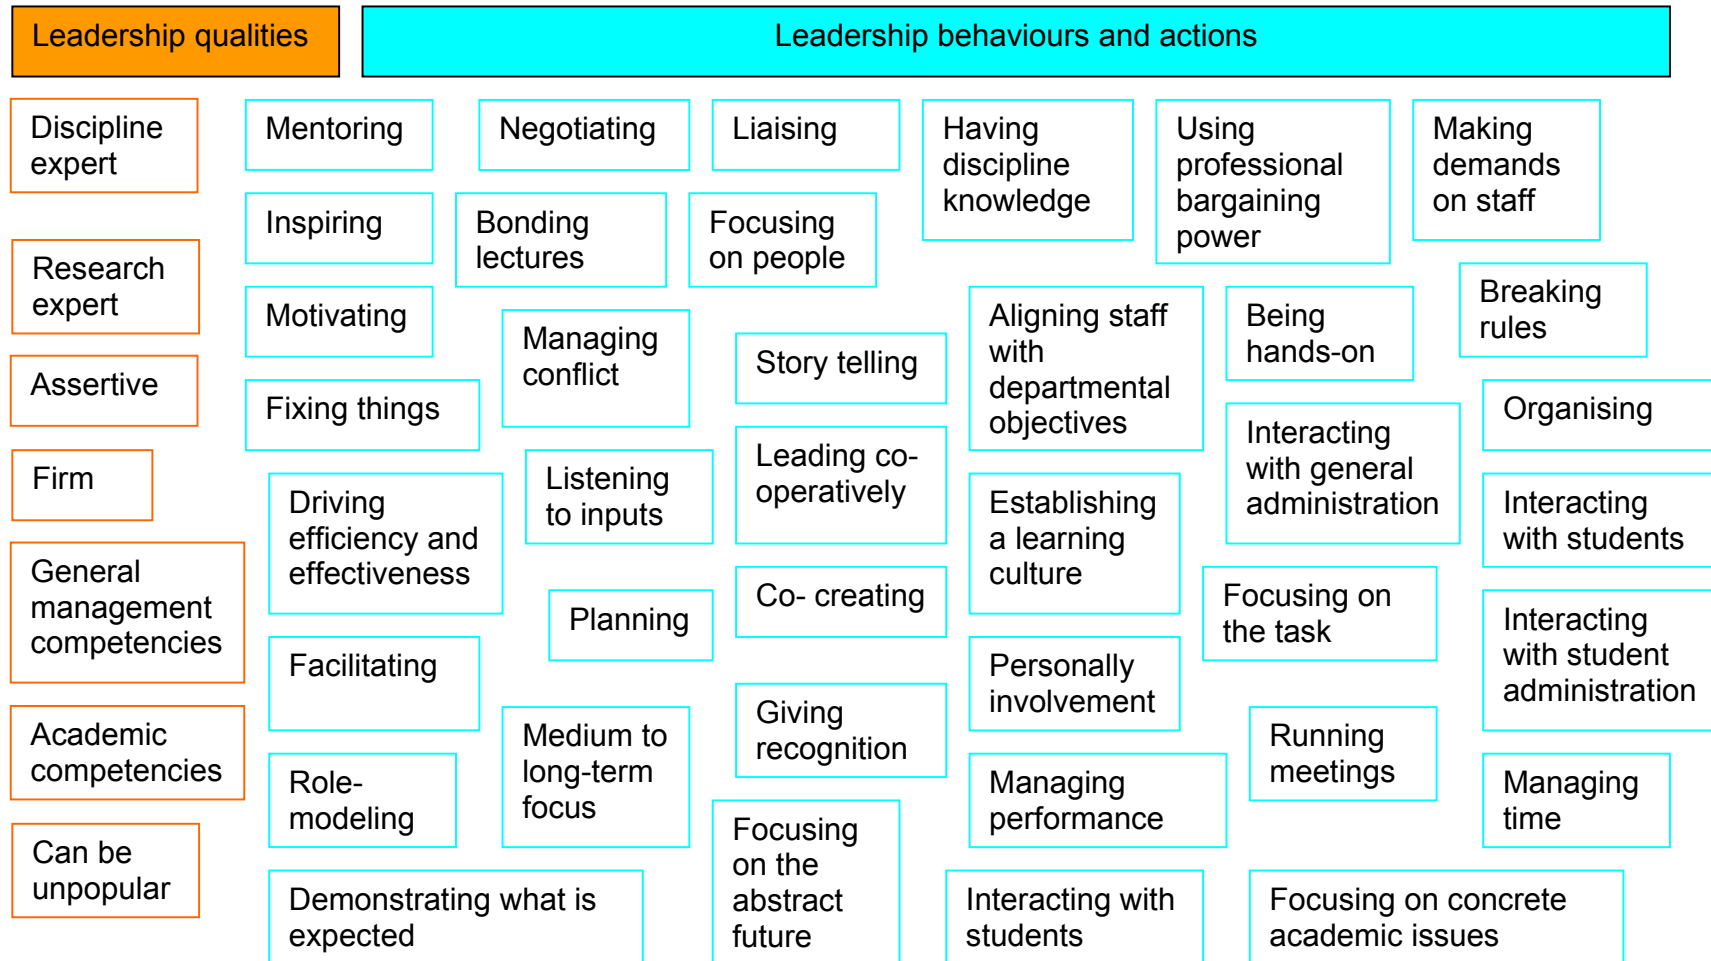 Leadership qualities
Leadership behaviours and actions
Discipline
expert
Research
expert
Assertive
Firm
General
management
competencies
Academic
competencies
Can be
unpopular
Mentoring
Inspiring
Motivating
Fixing things
Driving
efficiency and
effectiveness
Facilitating
Role-
modeling
Demonstrating what is
expected
Negotiating
Bonding
lectures
Managing
conflict
Listening
to inputs
Planning
Medium to
long-term
focus
Liaising
Focusing
on people
Story telling
Leading co-
operatively
Co- creating
Giving
recognition
Focusing
on the
abstract
future
Having
discipline
knowledge
Aligning staff
with
departmental
objectives
Establishing
a learning
culture
Personally
involvement
Managing
performance
Interacting with
students
Using
professional
bargaining
power
Being
hands-on
Interacting
with general
administration
Focusing on
the task
Running
meetings
Focusing on concrete
academic issues
Making
demands
on staff
Breaking
rules
Organising
Interacting
with students
Interacting
with student
administration
Managing
time